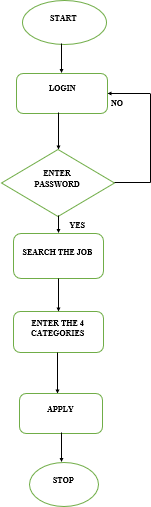 START
LOGIN
NO
ENTER
PASSWORD
YES
SEARCH THE JOB
ENTER THE 4
CATEGORIES
APPLY
STOP